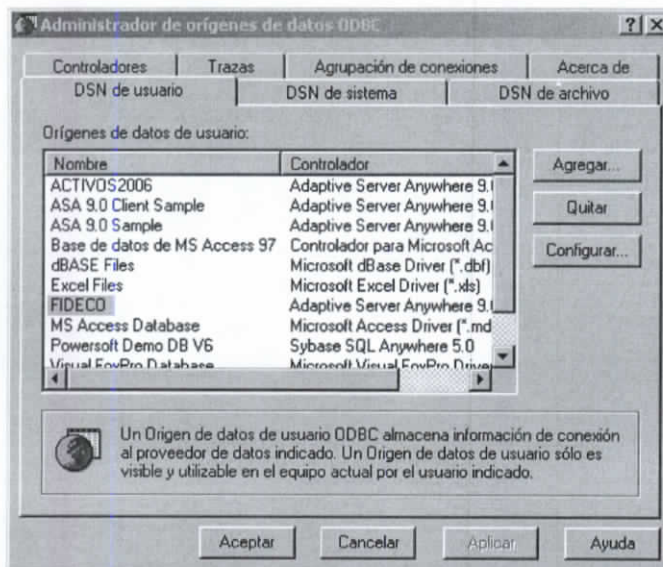 Administrador de orígenes de datos ODBC
Controladores Trazas Agrupación de conexiones Acerca de
DSN de usuario DSN de sistema DSN de archivo
Orígenes de datos de usuario:
Nombre Controlador
ACTIVOS2006 Adaptive Server Anywhere 9.
ASA 9.0 Client Sample Adaptive Server Anywhere 9.
ASA 9.0 Sample Adaptive Server Anywhere 9.
Base de datos de MS Access 97 Controlador para Microsoft Ac
dBASE Files Microsoft dBase Driver (*.dbf)
Excel Files Microsoft Excel Driver (*.xls)
FIDECO Adaptive Server Anywhere 9.
MS Access Database Microsoft Access Driver (*.md
Powersoft Demo DB V6 Sybase SQL Anywhere 5.0
Visual FoxPro Database Microsoft Visual FoxPro Driver
Agregar...
Quitar
Configurar...
Un Origen de datos de usuario ODBC almacena información de conexión
al proveedor de datos indicado. Un Origen de datos de usuario sólo es
visible y utilizable en el equipo actual por el usuario indicado.
Aceptar Cancelar Aplicar Ayuda